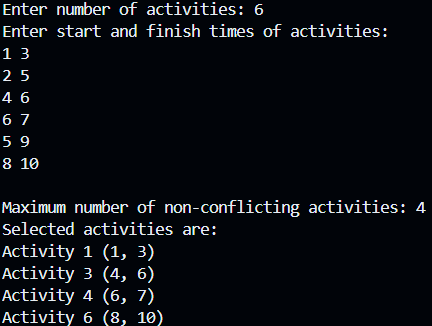 Enter number of activities: 6
Enter start and finish times of activities:
1 3
2 5
4 6
6 7
5 9
8 10
Maximum number of non-conflicting activities: 4
Selected activities are:
Activity 1 (1, 3)
Activity 3 (4, 6)
Activity 4 (6, 7)
Activity 6 (8, 10)